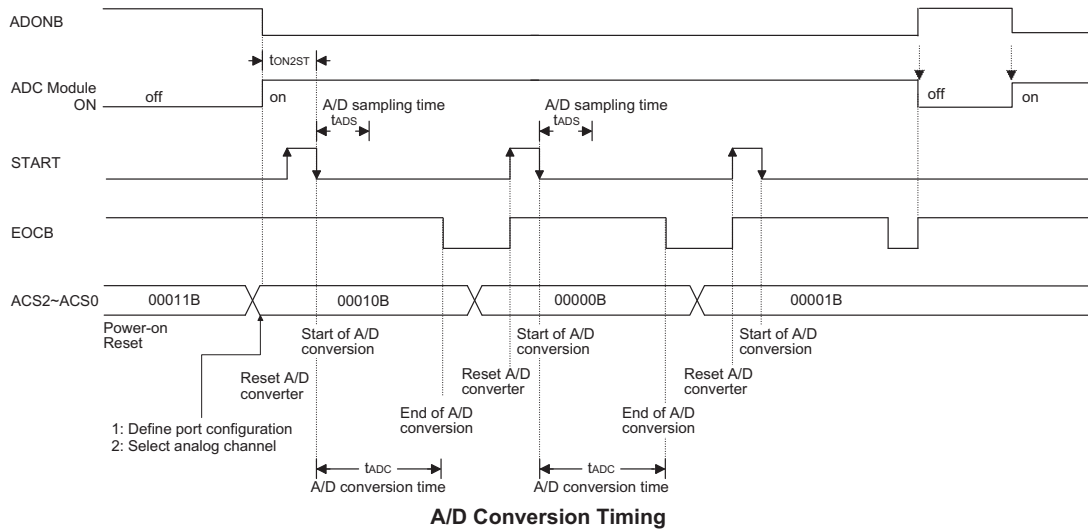 ADONB
tON2ST
ADC Module
ON
off
on
off
on
A/D sampling time
tADS
A/D sampling time
tADS
START
EOCB
ACS2~ACS0
00011B
00010B
00000B
00001B
Power-on
Reset
Start of A/D
conversion
Start of A/D
conversion
Start of A/D
conversion
Reset A/D
converter
Reset A/D
converter
Reset A/D
converter
End of A/D
conversion
End of A/D
conversion
1: Define port configuration
2: Select analog channel
tADC
A/D conversion time
tADC
A/D conversion time
A/D Conversion Timing